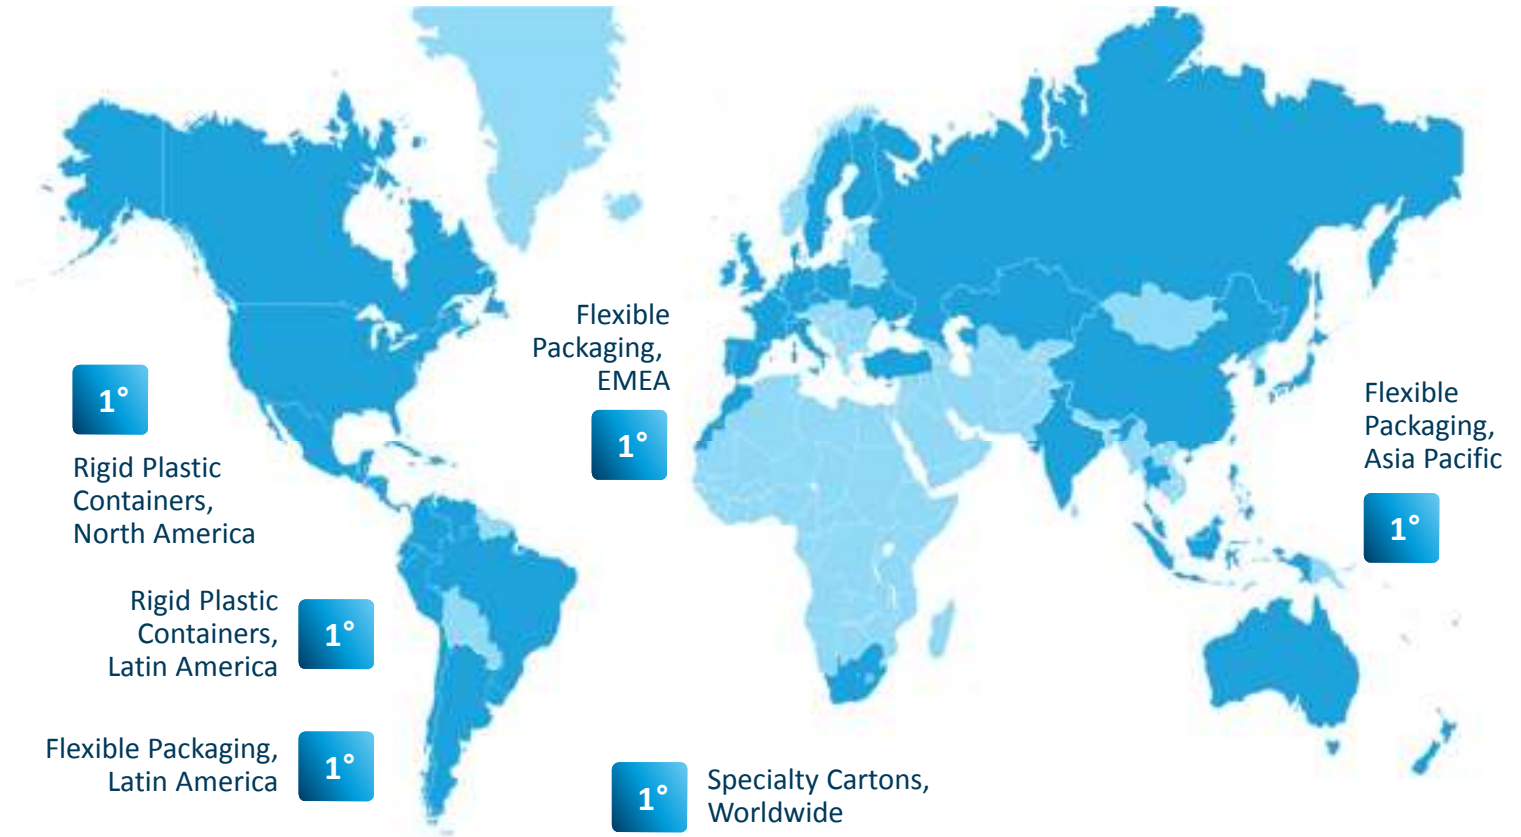 1°
Rigid Plastic
Containers,
North America
Rigid Plastic
Containers,
Latin America
1°
Flexible Packaging,
Latin America
1°
Flexible
Packaging,
EMEA
1°
1°
Specialty Cartons,
Worldwide
Flexible
Packaging,
Asia Pacific
1°